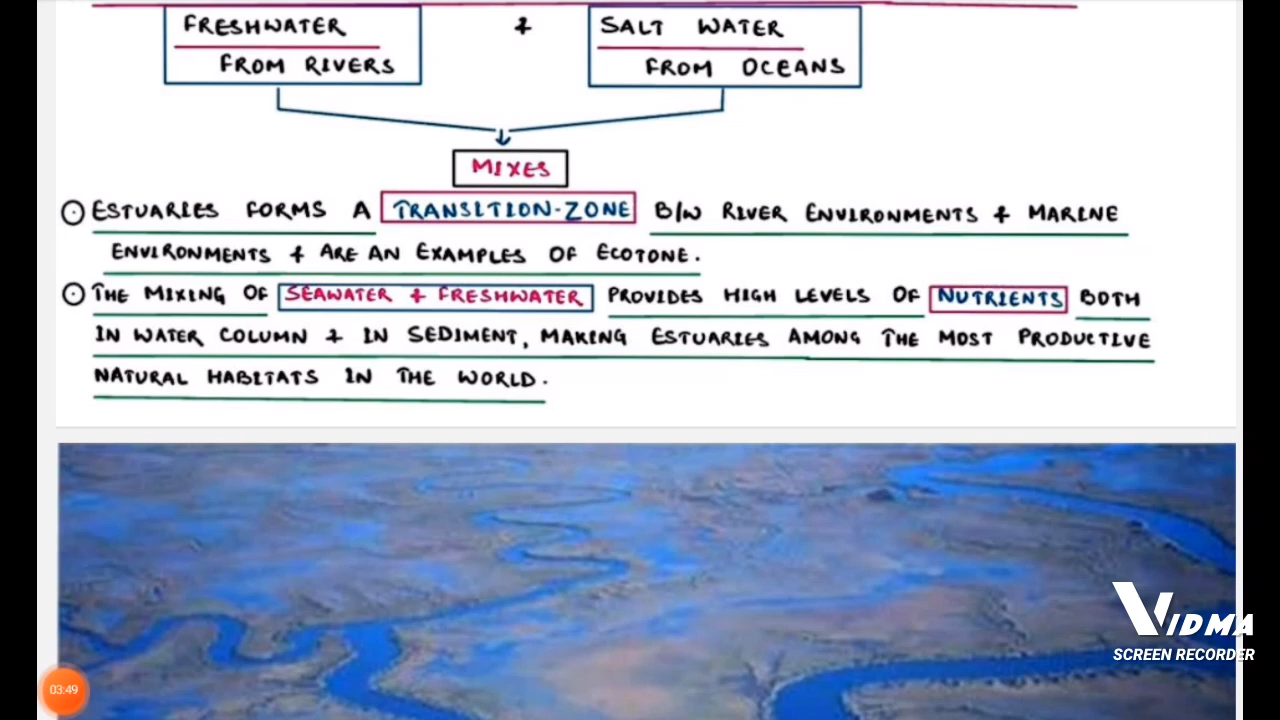 FRESHWATER & SALT WATER
FROM RIVERS FROM OCEANS
MIXES
ESTUARIES FORMS A TRANSITION-ZONE B/W RIVER ENVIRONMENTS & MARINE
ENVIRONMENTS & ARE AN EXAMPLES OF ECOTONE.
THE MIXING OF SEAWATER & FRESHWATER PROVIDES HIGH LEVELS OF NUTRIENTS BOTH
IN WATER COLUMN & IN SEDIMENT, MAKING ESTUARIES AMONG THE MOST PRODUCTIVE
NATURAL HABITATS IN THE WORLD.
VIDMA
SCREEN RECORDER
03:49